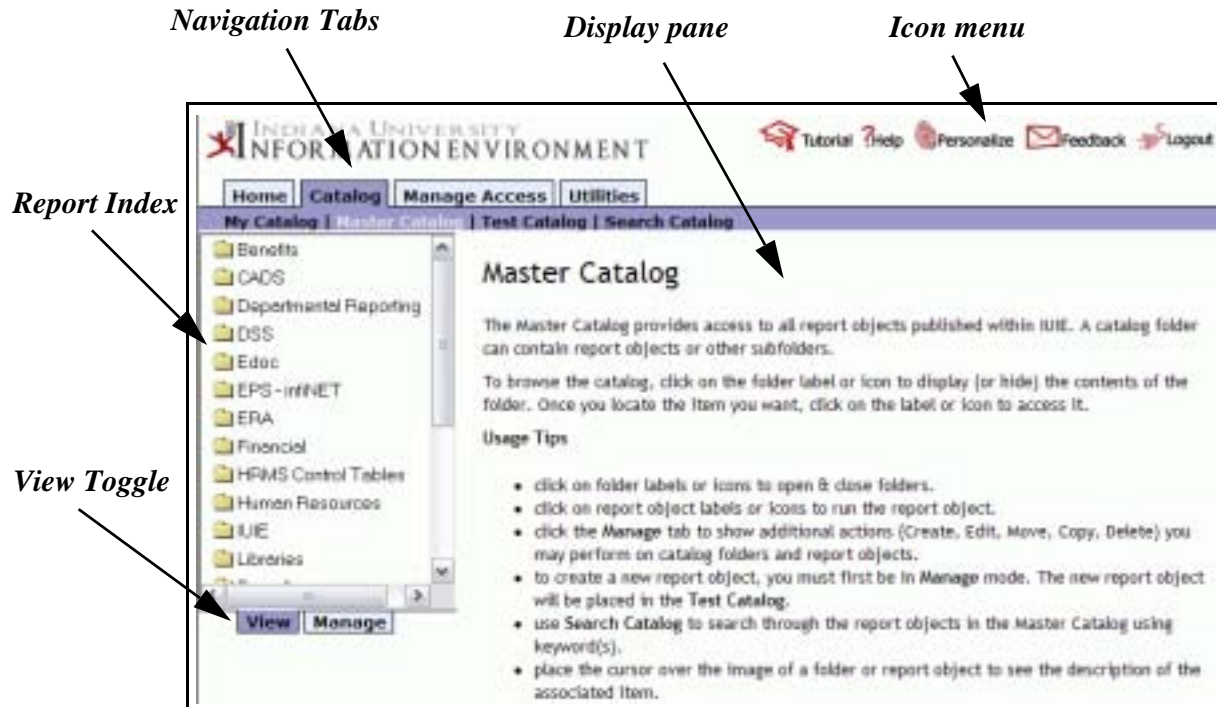 Navigation Tabs
Display pane
Icon menu
Report Index
View Toggle
INDIANA UNIVERSITY
INFORMATION ENVIRONMENT
Tutorial ?Help Personalize Feedback Logout
Home Catalog Manage Access Utilities
My Catalog | Master Catalog | Test Catalog | Search Catalog
Benefits
CADS
Departmental Reporting
DSS
Edoc
EPS - infiNET
ERA
Financial
HRMS Control Tables
Human Resources
IUIE
Libraries
View Manage
Master Catalog
The Master Catalog provides access to all report objects published within IUIE. A catalog folder
can contain report objects or other subfolders.
To browse the catalog, click on the folder label or icon to display (or hide) the contents of the
folder. Once you locate the item you want, click on the label or icon to access it.
Usage Tips
• click on folder labels or icons to open & close folders.
• click on report object labels or icons to run the report object.
• click the Manage tab to show additional actions (Create, Edit, Move, Copy, Delete) you
may perform on catalog folders and report objects.
• to create a new report object, you must first be in Manage mode. The new report object
will be placed in the Test Catalog.
• use Search Catalog to search through the report objects in the Master Catalog using
keyword(s).
• place the cursor over the image of a folder or report object to see the description of the
associated item.